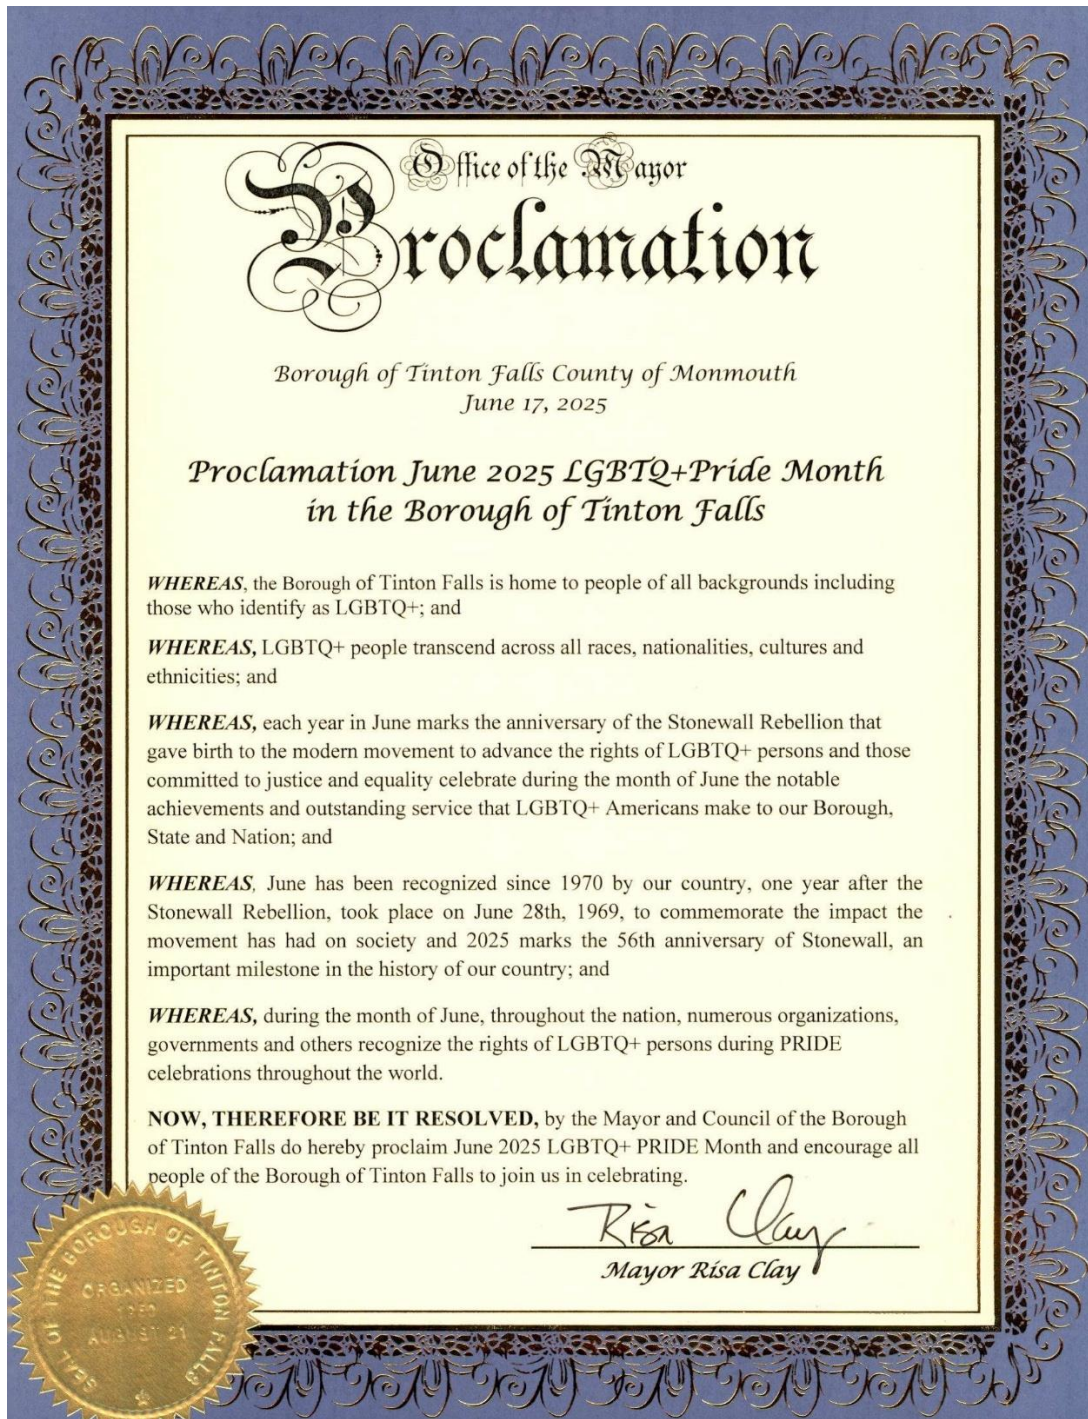 Office of the Mayor
Proclamation
Borough of Tinton Falls County of Monmouth
June 17, 2025
Proclamation June 2025 LGBTQ+Pride Month
in the Borough of Tinton Falls
WHEREAS, the Borough of Tinton Falls is home to people of all backgrounds including
those who identify as LGBTQ+; and
WHEREAS, LGBTQ+ people transcend across all races, nationalities, cultures and
ethnicities; and
WHEREAS, each year in June marks the anniversary of the Stonewall Rebellion that
gave birth to the modern movement to advance the rights of LGBTQ+ persons and those
committed to justice and equality celebrate during the month of June the notable
achievements and outstanding service that LGBTQ+ Americans make to our Borough,
State and Nation; and
WHEREAS, June has been recognized since 1970 by our country, one year after the
Stonewall Rebellion, took place on June 28th, 1969, to commemorate the impact the
movement has had on society and 2025 marks the 56th anniversary of Stonewall, an
important milestone in the history of our country; and
WHEREAS, during the month of June, throughout the nation, numerous organizations,
governments and others recognize the rights of LGBTQ+ persons during PRIDE
celebrations throughout the world.
NOW, THEREFORE BE IT RESOLVED, by the Mayor and Council of the Borough
of Tinton Falls do hereby proclaim June 2025 LGBTQ+ PRIDE Month and encourage all
people of the Borough of Tinton Falls to join us in celebrating.
Risa Clay
Mayor Risa Clay
SEAL OF THE BOROUGH OF TINTON FALLS
ORGANIZED
AUGUST 21